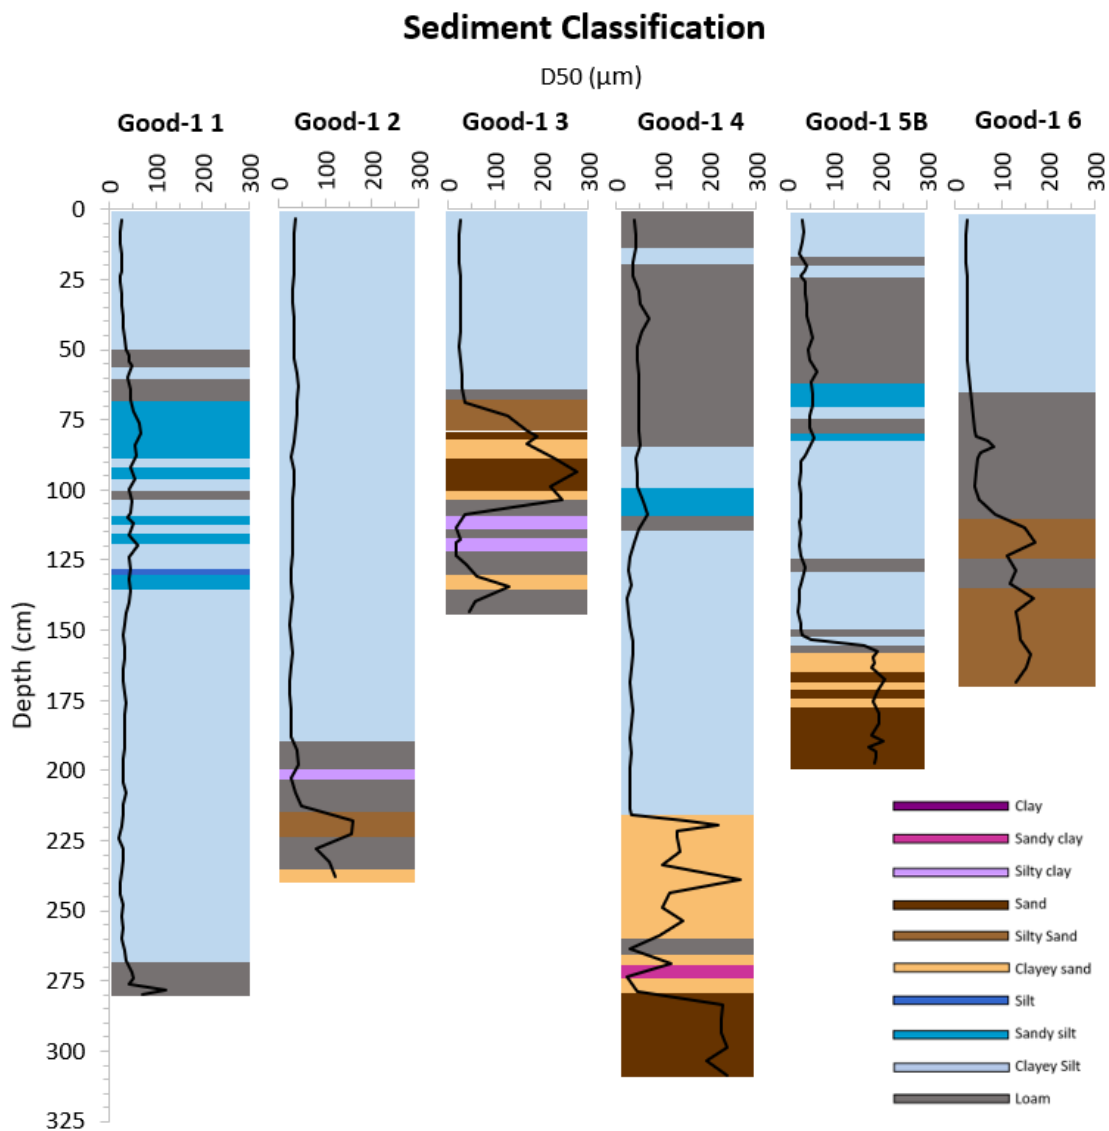 Sediment Classification
D50 (μm)
Good-1 1 Good-1 2 Good-1 3 Good-1 4 Good-1 5B Good-1 6
0 100 200 300 0 100 200 300 0 100 200 300 0 100 200 300 0 100 200 300 0 100 200 300
0
25
50
75
100
125
150
175
200
225
250
275
300
325
Depth (cm)
Clay
Sandy clay
Silty clay
Sand
Silty Sand
Clayey sand
Silt
Sandy silt
Clayey Silt
Loam